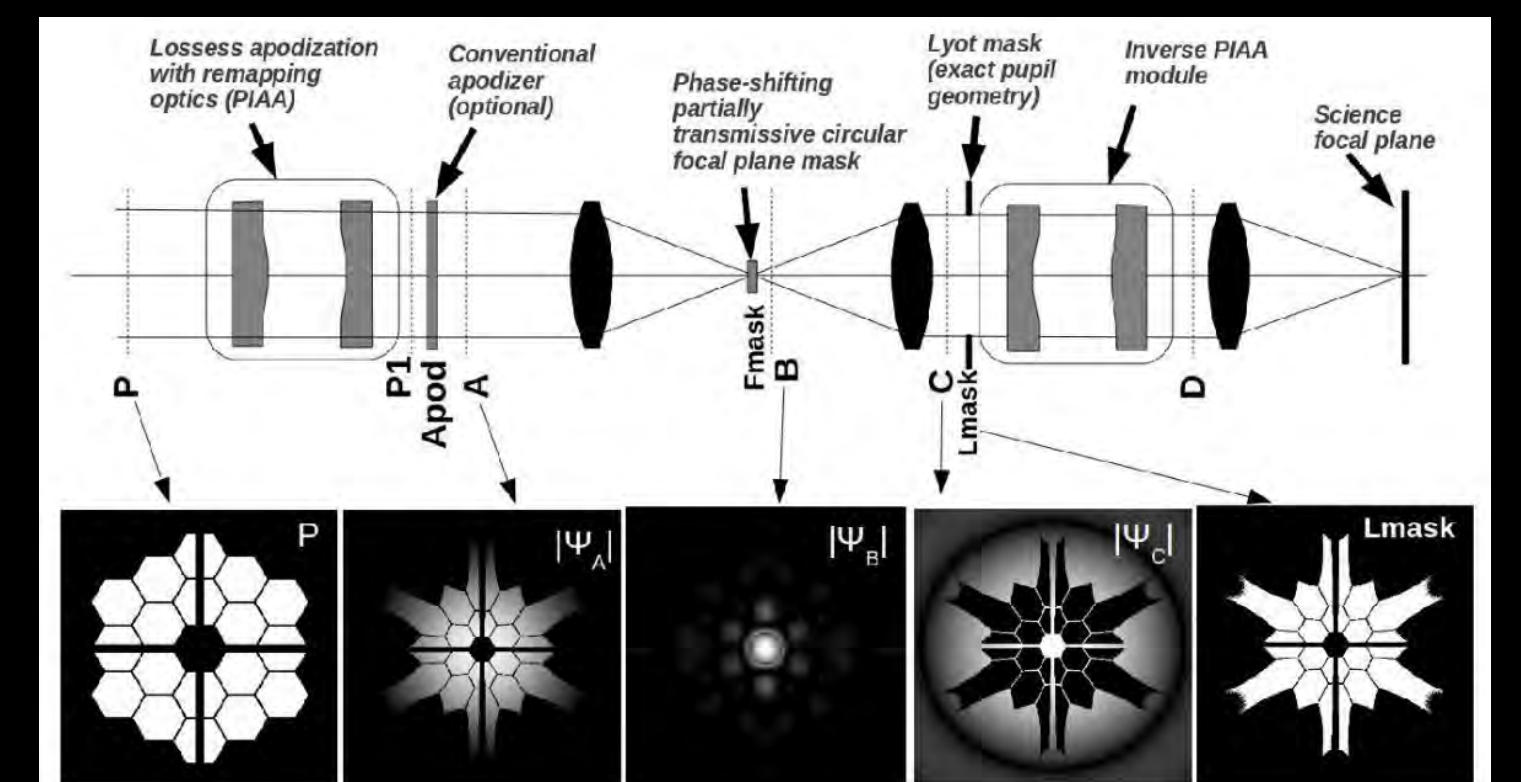 Lossess apodization
with remapping
optics (PIAA)
Conventional
apodizer
(optional)
Phase-shifting
partially
transmissive circular
focal plane mask
Lyot mask
(exact pupil
geometry)
Inverse PIAA
module
Science
focal plane
P
P1
Apod
A
Fmask
B
C
Lmask
D
P
|Ψ_A|
|Ψ_B|
|Ψ_C|
Lmask